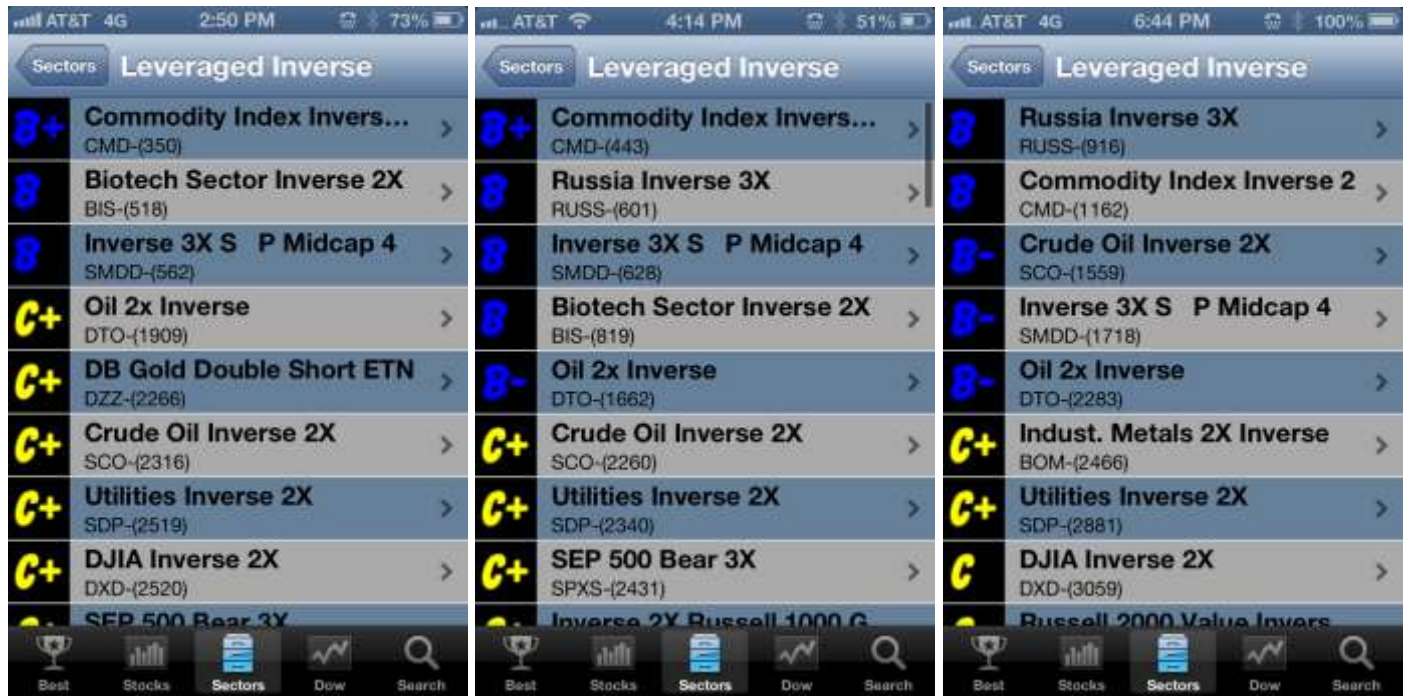 AT&T 4G 2:50 PM 73%
Sectors Leveraged Inverse
B+ Commodity Index Invers...
CMD-(350)
B Biotech Sector Inverse 2X
BIS-(518)
B Inverse 3X S P Midcap 4
SMDD-(562)
C+ Oil 2x Inverse
DTO-(1909)
C+ DB Gold Double Short ETN
DZZ-(2266)
C+ Crude Oil Inverse 2X
SCO-(2316)
C+ Utilities Inverse 2X
SDP-(2519)
C+ DJIA Inverse 2X
DXD-(2520)
SEP 500 Bear 3X
Best Stocks Sectors Dow Search
AT&T 4:14 PM 51%
Sectors Leveraged Inverse
B+ Commodity Index Invers...
CMD-(443)
B Russia Inverse 3X
RUSS-(601)
B Inverse 3X S P Midcap 4
SMDD-(628)
B Biotech Sector Inverse 2X
BIS-(819)
B- Oil 2x Inverse
DTO-(1662)
C+ Crude Oil Inverse 2X
SCO-(2260)
C+ Utilities Inverse 2X
SDP-(2340)
C+ SEP 500 Bear 3X
SPXS-(2431)
Inverse 2X Russell 1000 G
Best Stocks Sectors Dow Search
AT&T 4G 6:44 PM 100%
Sectors Leveraged Inverse
B Russia Inverse 3X
RUSS-(916)
B Commodity Index Inverse 2
CMD-(1162)
B- Crude Oil Inverse 2X
SCO-(1559)
B- Inverse 3X S P Midcap 4
SMDD-(1718)
B- Oil 2x Inverse
DTO-(2283)
C+ Indust. Metals 2X Inverse
BOM-(2466)
C+ Utilities Inverse 2X
SDP-(2881)
C DJIA Inverse 2X
DXD-(3059)
Russell 2000 Value Invers
Best Stocks Sectors Dow Search